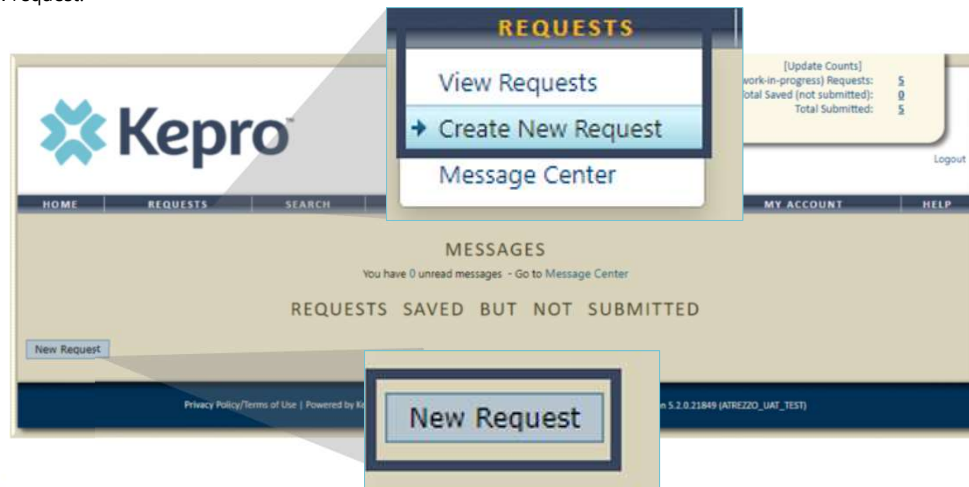 request.
REQUESTS
View Requests
Create New Request
Message Center
[Update Counts]
work-in-progress) Requests: 5
Total Saved (not submitted): 0
Total Submitted: 5
Kepro™
Logout
HOME REQUESTS SEARCH MY ACCOUNT HELP
MESSAGES
You have 0 unread messages - Go to Message Center
REQUESTS SAVED BUT NOT SUBMITTED
New Request
New Request
Privacy Policy/Terms of Use | Powered by 5.2.0.21849 (ATREZZO_UAT_TEST)